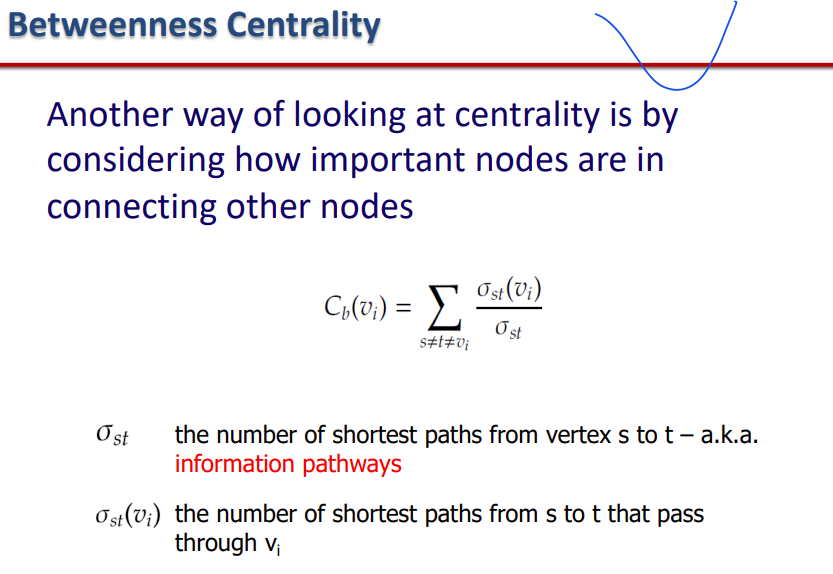 Betweenness Centrality
Another way of looking at centrality is by
considering how important nodes are in
connecting other nodes
C_b(v_i) = ∑_{s≠t≠v_i} σ_st(v_i) / σ_st
σ_st the number of shortest paths from vertex s to t – a.k.a.
information pathways
σ_st(v_i) the number of shortest paths from s to t that pass
through v_i